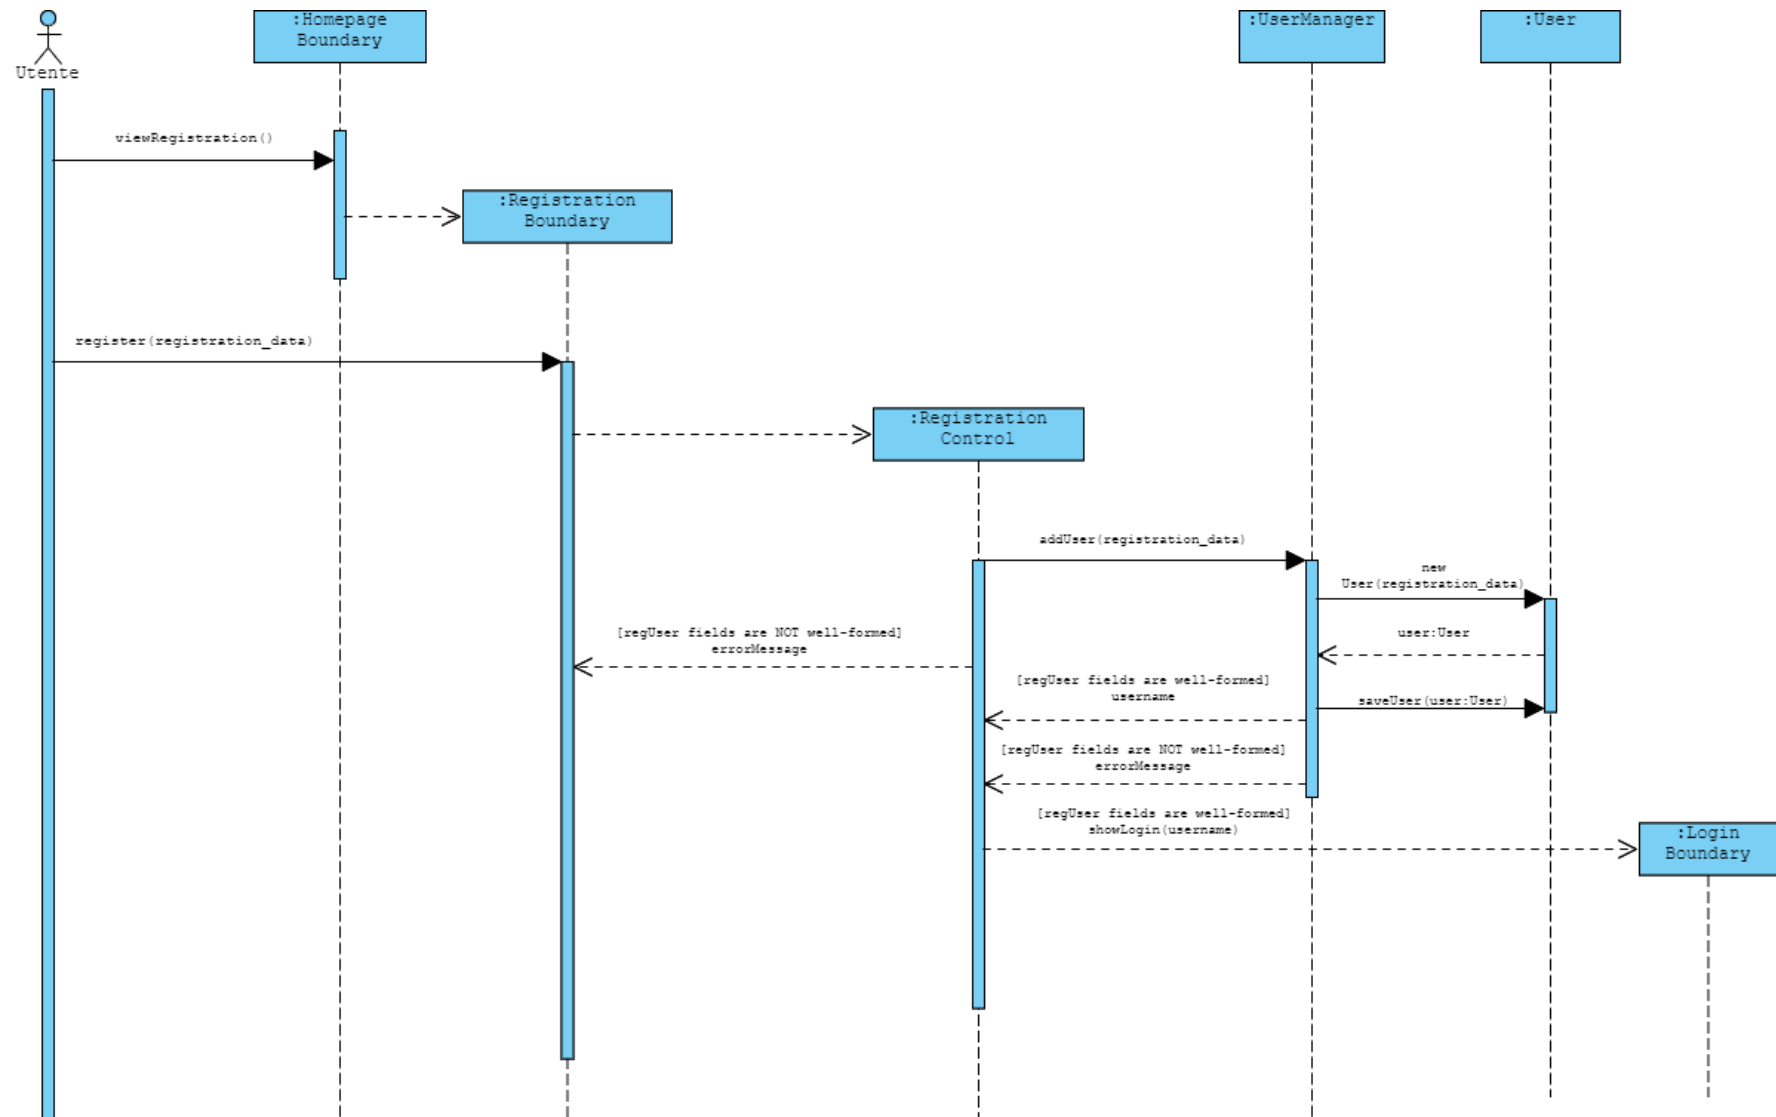 :Homepage
Boundary
:UserManager
:User
Utente
viewRegistration()
:Registration
Boundary
register(registration_data)
:Registration
Control
addUser(registration_data)
new
User(registration_data)
[regUser fields are NOT well-formed]
errorMessage
user:User
[regUser fields are well-formed]
username
saveUser(user:User)
[regUser fields are NOT well-formed]
errorMessage
[regUser fields are well-formed]
showLogin(username)
:Login
Boundary